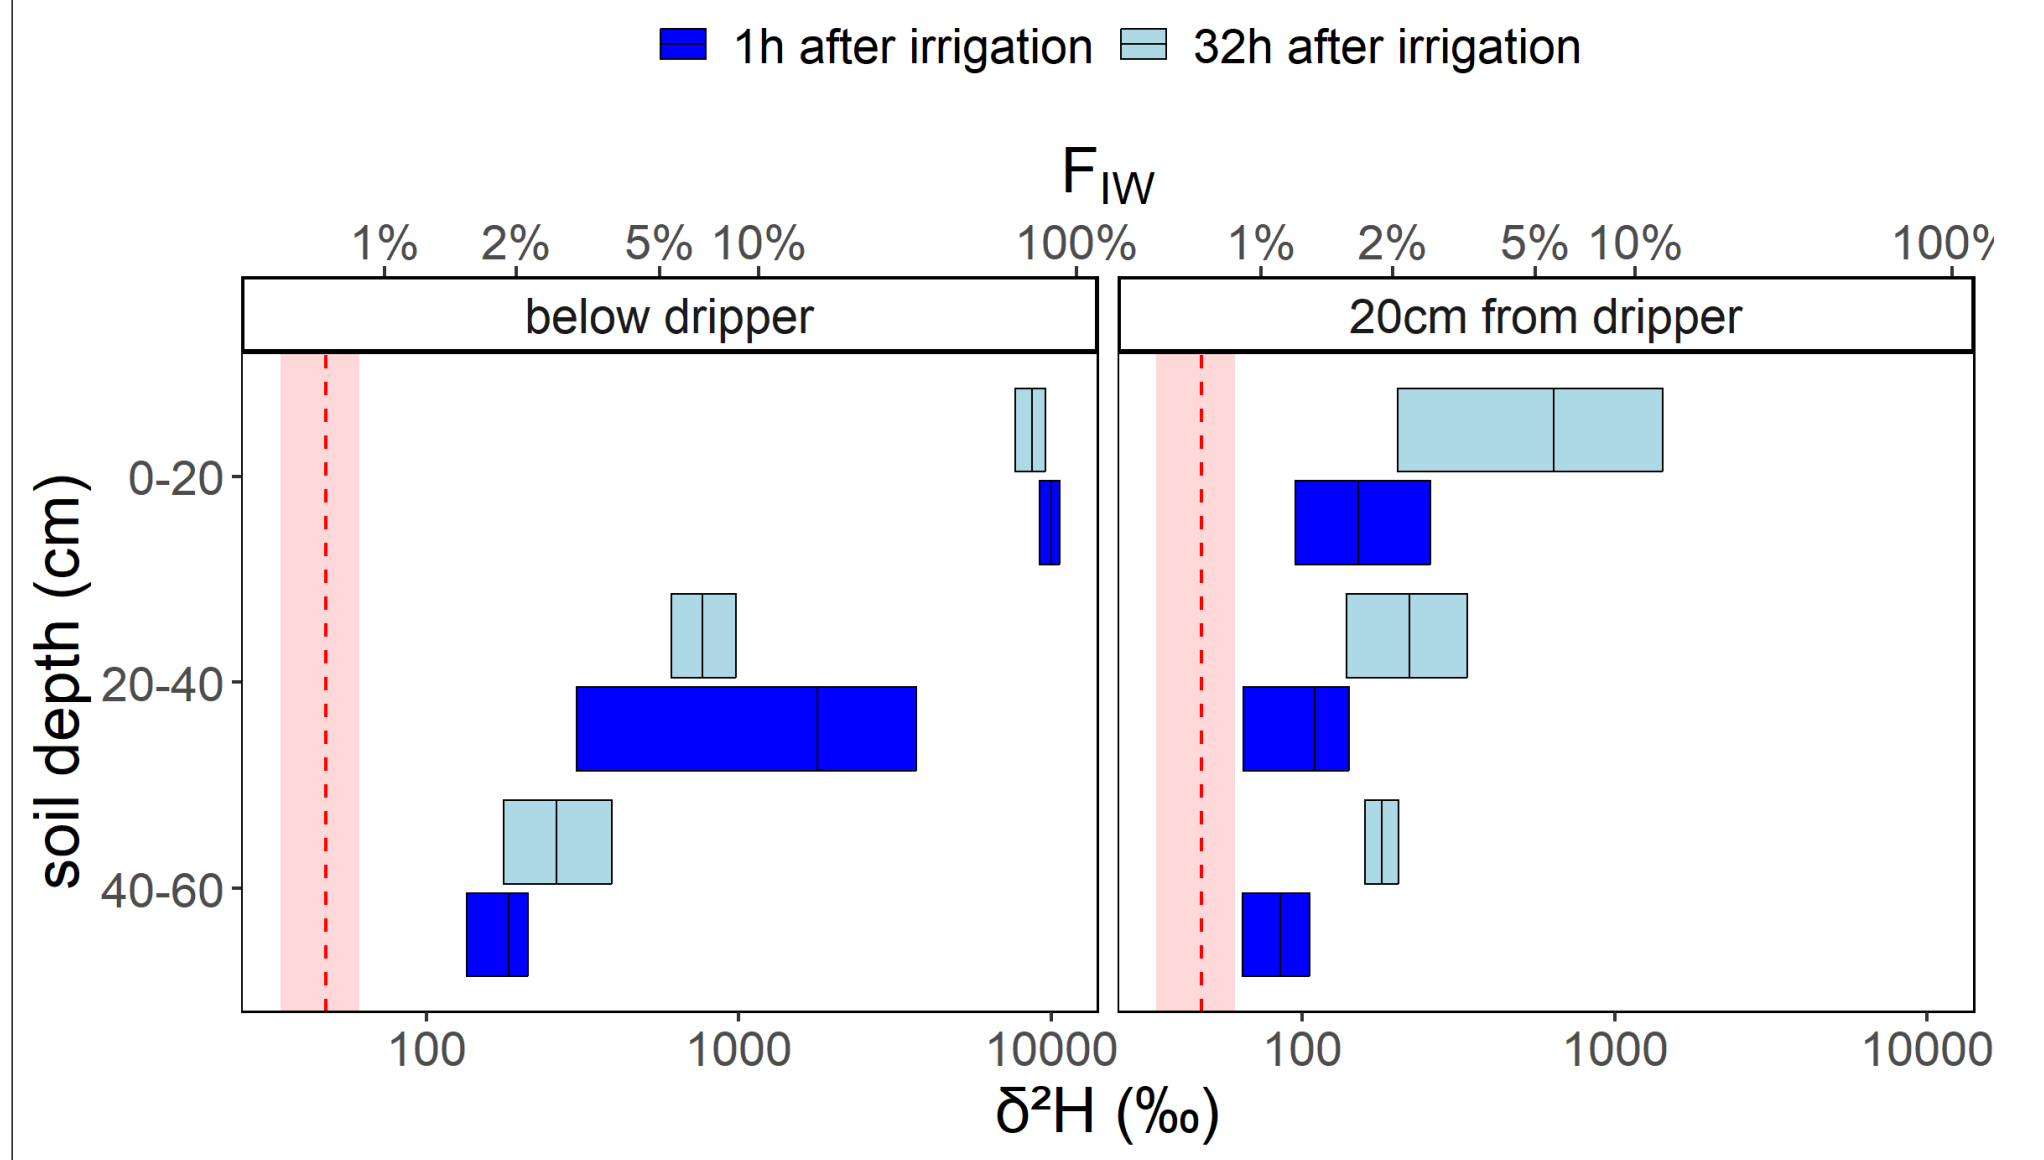 1h after irrigation 32h after irrigation
F_IW
1% 2% 5% 10% 100% 1% 2% 5% 10% 100%
below dripper 20cm from dripper
soil depth (cm)
0-20
20-40
40-60
100 1000 10000 100 1000 10000
δ²H (‰)